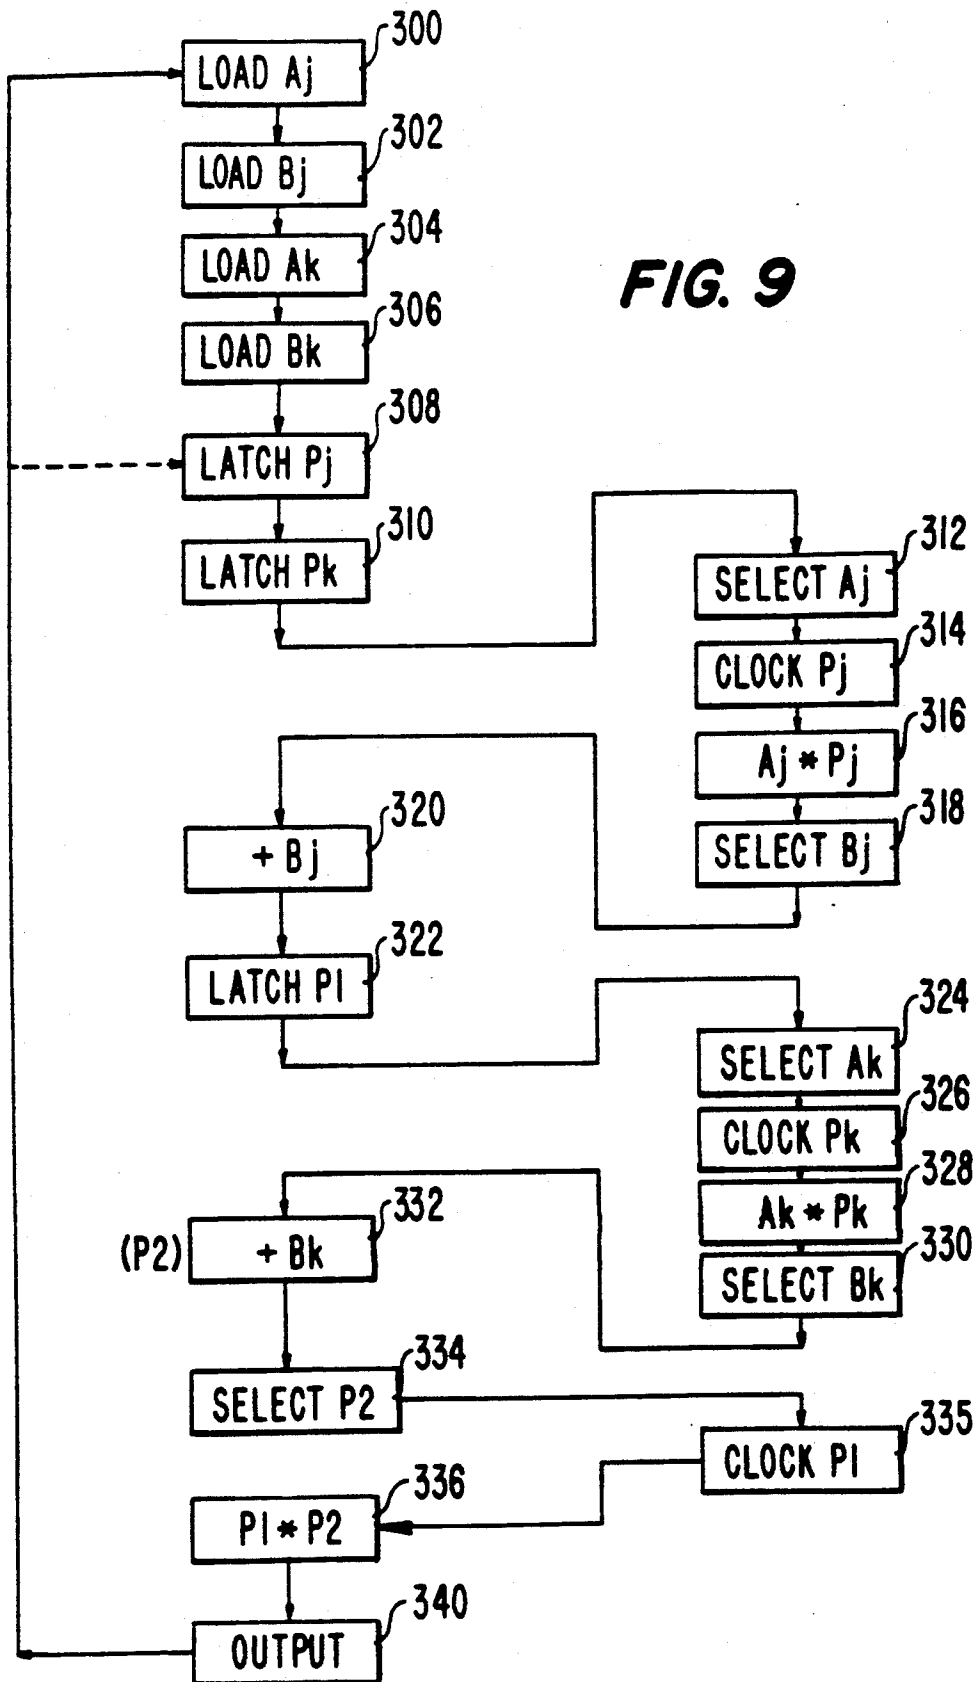 300
LOAD Aj
302
LOAD Bj
304
LOAD Ak
FIG. 9
306
LOAD Bk
308
LATCH Pj
310
LATCH Pk
312
SELECT Aj
314
CLOCK Pj
316
Aj * Pj
318
SELECT Bj
320
+ Bj
322
LATCH P1
324
SELECT Ak
326
CLOCK Pk
328
Ak * Pk
330
SELECT Bk
332
(P2) + Bk
334
SELECT P2
335
CLOCK P1
336
P1 * P2
340
OUTPUT